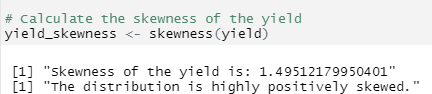 # Calculate the skewness of the yield
yield_skewness <- skewness(yield)
[1] "Skewness of the yield is: 1.49512179950401"
[1] "The distribution is highly positively skewed."